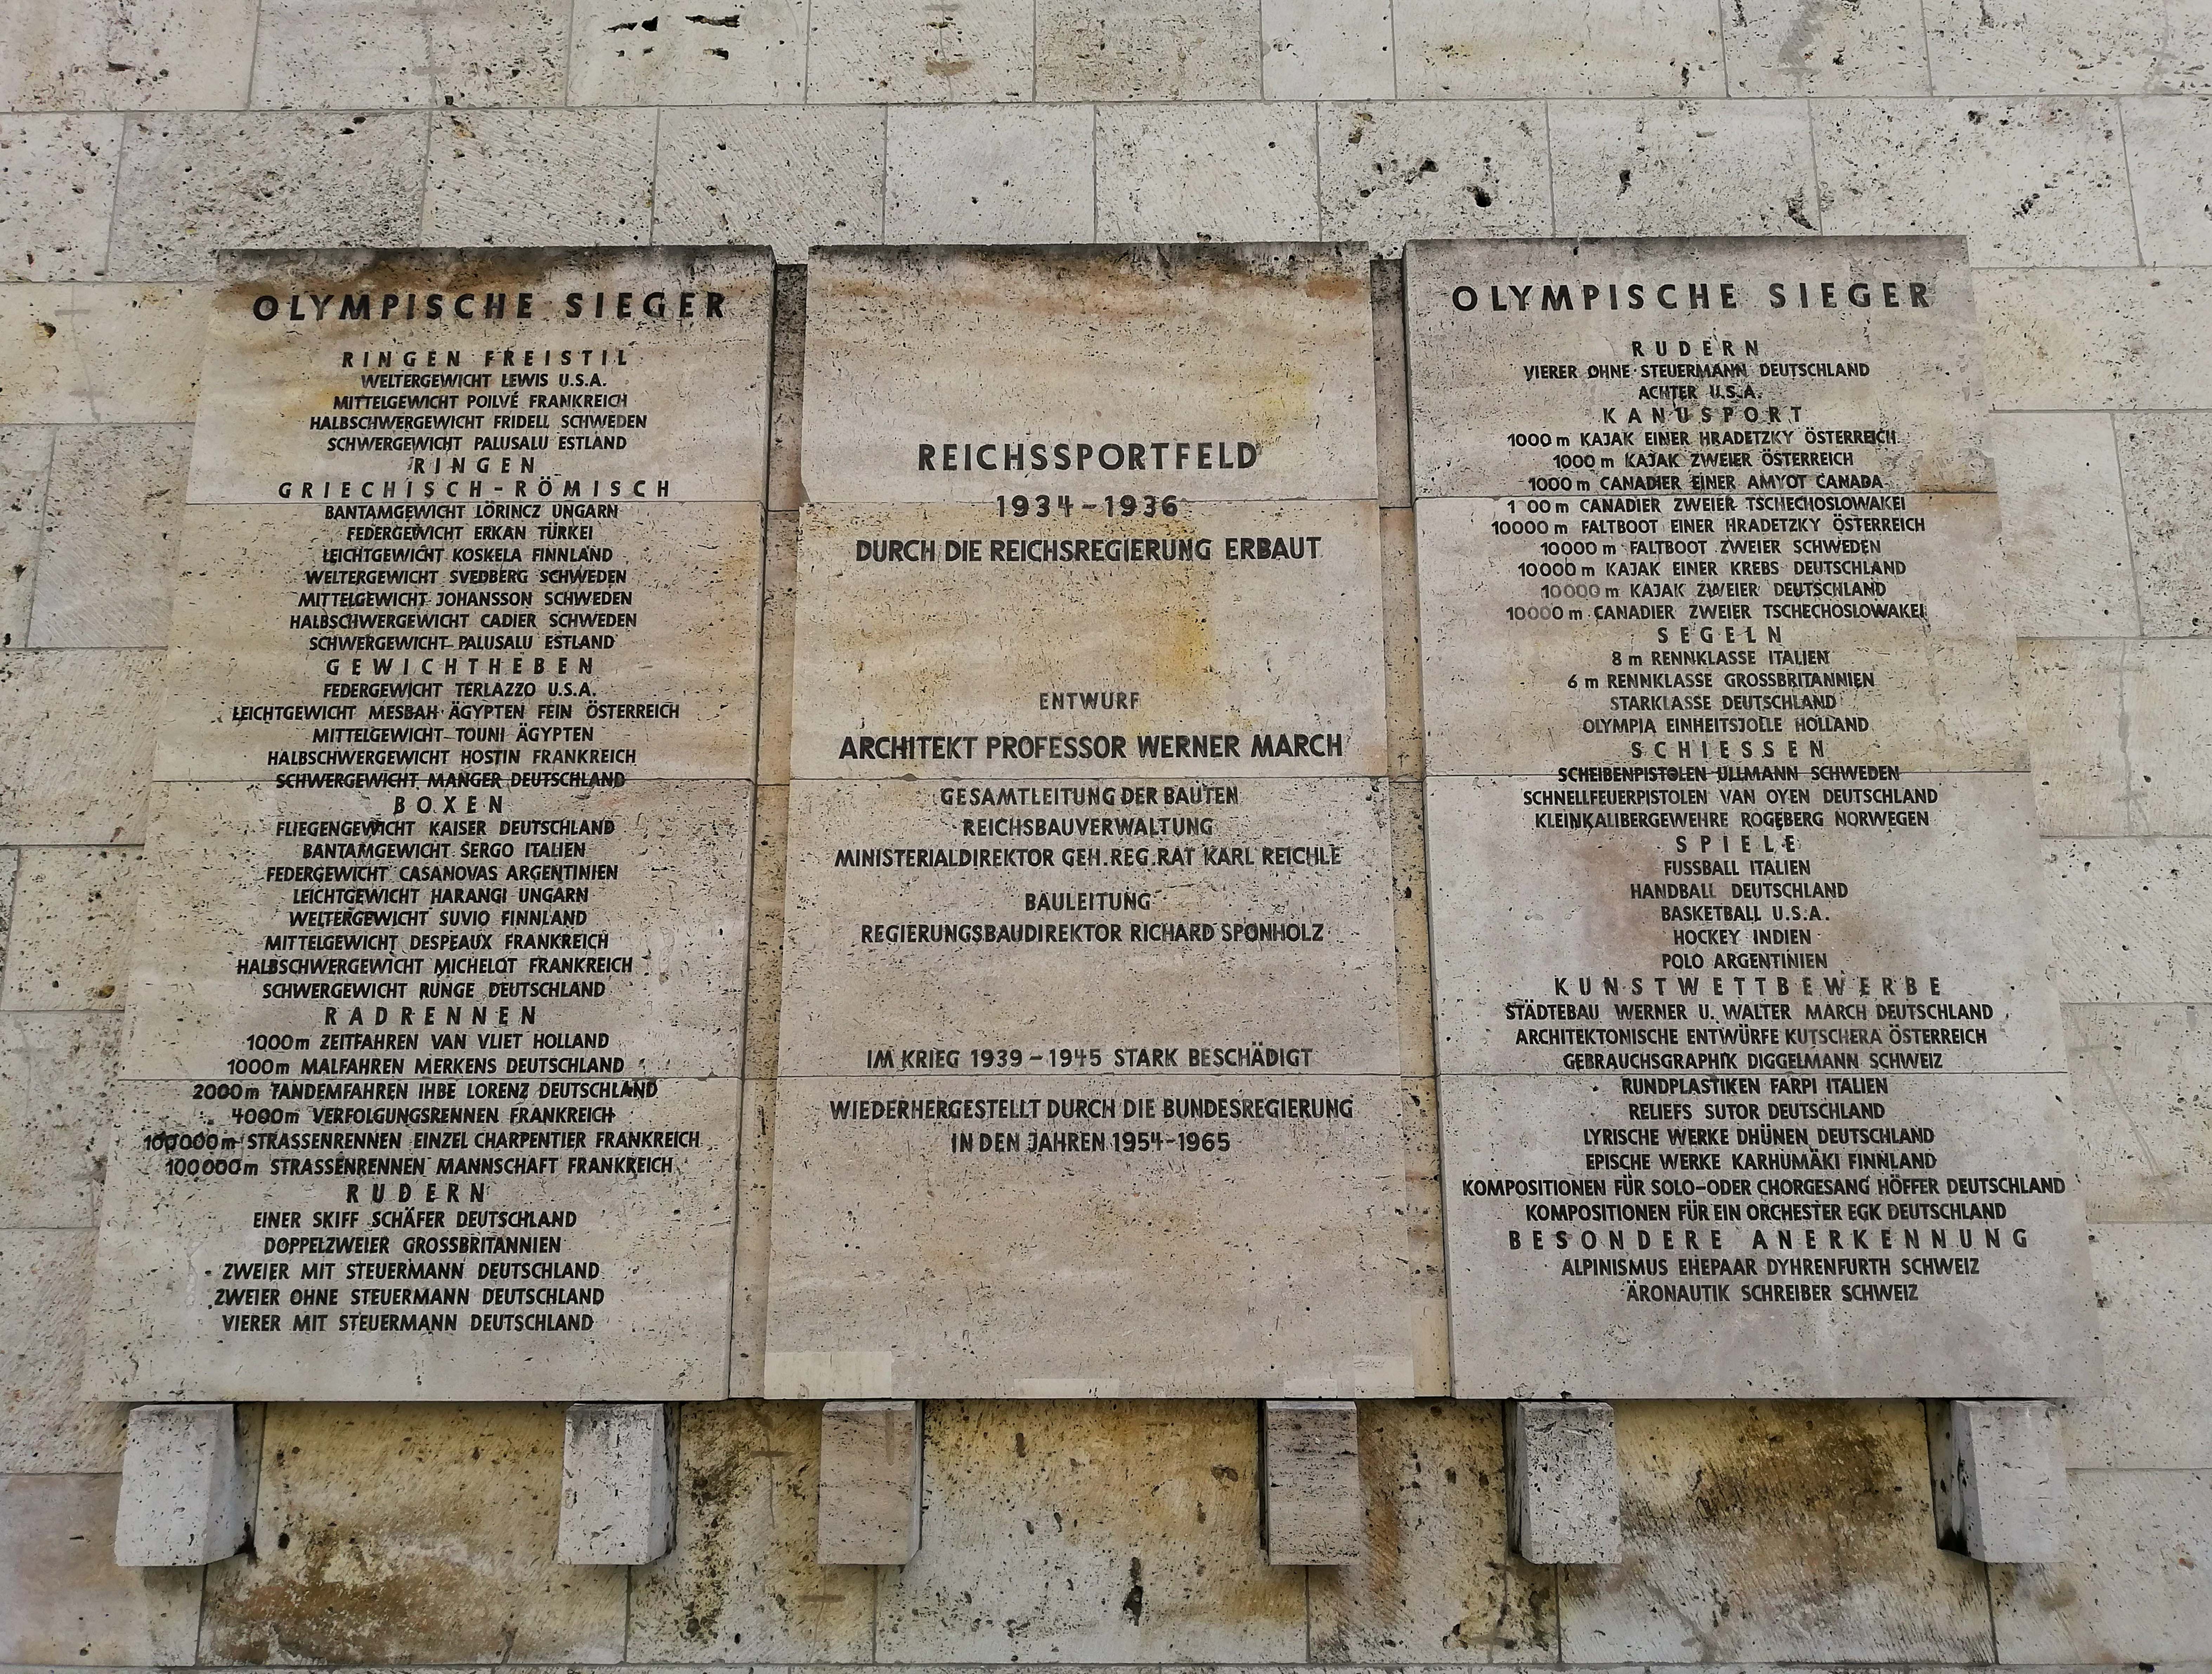 OLYMPISCHE SIEGER
RINGEN FREISTIL
WELTERGEWICHT LEWIS U.S.A.
MITTELGEWICHT POILVÉ FRANKREICH
HALBSCHWERGEWICHT FRIDELL SCHWEDEN
SCHWERGEWICHT PALUSALU ESTLAND
RINGEN
GRIECHISCH-RÖMISCH
BANTAMGEWICHT LÖRINCZ UNGARN
FEDERGEWICHT ERKAN TÜRKEI
LEICHTGEWICHT KOSKELA FINNLAND
WELTERGEWICHT SVEDBERG SCHWEDEN
MITTELGEWICHT JOHANSSON SCHWEDEN
HALBSCHWERGEWICHT CADIER SCHWEDEN
SCHWERGEWICHT PALUSALU ESTLAND
GEWICHTHEBEN
FEDERGEWICHT TERLAZZO U.S.A.
LEICHTGEWICHT MESBAH ÄGYPTEN FEIN ÖSTERREICH
MITTELGEWICHT TOUNI ÄGYPTEN
HALBSCHWERGEWICHT HOSTIN FRANKREICH
SCHWERGEWICHT MANGER DEUTSCHLAND
BOXEN
FLIEGENGEWICHT KAISER DEUTSCHLAND
BANTAMGEWICHT SERGO ITALIEN
FEDERGEWICHT CASANOVAS ARGENTINIEN
LEICHTGEWICHT HARANGI UNGARN
WELTERGEWICHT SUVIO FINNLAND
MITTELGEWICHT DESPEAUX FRANKREICH
HALBSCHWERGEWICHT MICHELOT FRANKREICH
SCHWERGEWICHT RUNGE DEUTSCHLAND
RADRENNEN
1000m ZEITFAHREN VAN VLIET HOLLAND
1000m MALFAHREN MERKENS DEUTSCHLAND
2000m TANDEMFAHREN IHBE LORENZ DEUTSCHLAND
4000m VERFOLGUNGSRENNEN FRANKREICH
100000m STRASSENRENNEN EINZEL CHARPENTIER FRANKREICH
100000m STRASSENRENNEN MANNSCHAFT FRANKREICH
RUDERN
EINER SKIFF SCHÄFER DEUTSCHLAND
DOPPELZWEIER GROSSBRITANNIEN
ZWEIER MIT STEUERMANN DEUTSCHLAND
ZWEIER OHNE STEUERMANN DEUTSCHLAND
VIERER MIT STEUERMANN DEUTSCHLAND
REICHSSPORTFELD
1934-1936
DURCH DIE REICHSREGIERUNG ERBAUT
ENTWURF
ARCHITEKT PROFESSOR WERNER MARCH
GESAMTLEITUNG DER BAUTEN
REICHSBAUVERWALTUNG
MINISTERIALDIREKTOR GEH.REG.RAT KARL REICHLE
BAULEITUNG
REGIERUNGSBAUDIREKTOR RICHARD SPONHOLZ
IM KRIEG 1939-1945 STARK BESCHÄDIGT
WIEDERHERGESTELLT DURCH DIE BUNDESREGIERUNG
IN DEN JAHREN 1954-1965
OLYMPISCHE SIEGER
RUDERN
VIERER OHNE STEUERMANN DEUTSCHLAND
ACHTER U.S.A.
KANUSPORT
1000 m KAJAK EINER HRADETZKY ÖSTERREICH
1000 m KAJAK ZWEIER ÖSTERREICH
1000 m CANADIER EINER AMYOT CANADA
1 00 m CANADIER ZWEIER TSCHECHOSLOWAKEI
10000 m FALTBOOT EINER HRADETZKY ÖSTERREICH
10000 m FALTBOOT ZWEIER SCHWEDEN
10000 m KAJAK EINER KREBS DEUTSCHLAND
10000 m KAJAK ZWEIER DEUTSCHLAND
10000 m CANADIER ZWEIER TSCHECHOSLOWAKEI
SEGELN
8 m RENNKLASSE ITALIEN
6 m RENNKLASSE GROSSBRITANNIEN
STARKLASSE DEUTSCHLAND
OLYMPIA EINHEITSJOLLE HOLLAND
SCHIESSEN
SCHEIBENPISTOLEN ULLMANN SCHWEDEN
SCHNELLFEUERPISTOLEN VAN OYEN DEUTSCHLAND
KLEINKALIBERGEWEHRE ROGEBERG NORWEGEN
SPIELE
FUSSBALL ITALIEN
HANDBALL DEUTSCHLAND
BASKETBALL U.S.A.
HOCKEY INDIEN
POLO ARGENTINIEN
KUNSTWETTBEWERBE
STÄDTEBAU WERNER U. WALTER MARCH DEUTSCHLAND
ARCHITEKTONISCHE ENTWÜRFE KUTSCHERA ÖSTERREICH
GEBRAUCHSGRAPHIK DIGGELMANN SCHWEIZ
RUNDPLASTIKEN FARPI ITALIEN
RELIEFS SUTOR DEUTSCHLAND
LYRISCHE WERKE DHÜNEN DEUTSCHLAND
EPISCHE WERKE KARHUMÄKI FINNLAND
KOMPOSITIONEN FÜR SOLO-ODER CHORGESANG HÖFFER DEUTSCHLAND
KOMPOSITIONEN FÜR EIN ORCHESTER EGK DEUTSCHLAND
BESONDERE ANERKENNUNG
ALPINISMUS EHEPAAR DYHRENFURTH SCHWEIZ
ÄRONAUTIK SCHREIBER SCHWEIZ